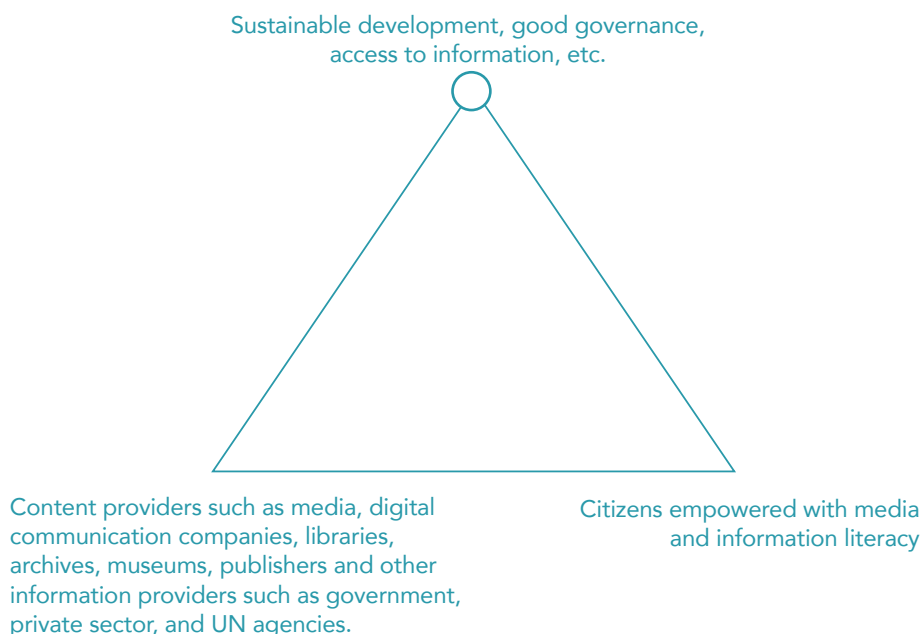 Sustainable development, good governance,
access to information, etc.
Content providers such as media, digital
communication companies, libraries,
archives, museums, publishers and other
information providers such as government,
private sector, and UN agencies.
Citizens empowered with media
and information literacy